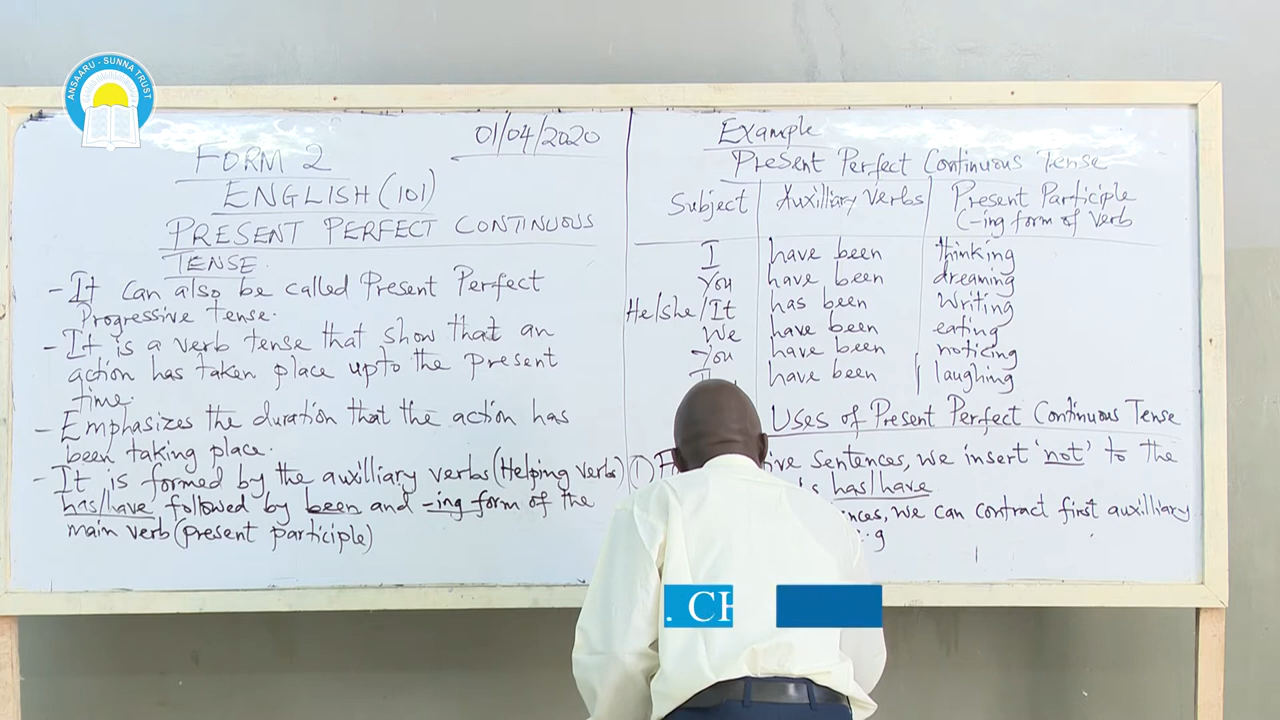 ANSAARU - SUNNA TRUST
01/04/2020
FORM 2
ENGLISH (101)
PRESENT PERFECT CONTINUOUS
TENSE.
- It can also be called Present Perfect
Progressive tense.
- It is a verb tense that show that an
action has taken place upto the present
time.
- Emphasizes the duration that the action has
been taking place.
- It is formed by the auxilliary verbs (Helping verbs)
has/have followed by been and -ing form of the
main verb (present participle)
Example
Present Perfect Continuous Tense
Subject Auxilliary Verbs Present Participle
(-ing form of Verb
I have been thinking
You have been dreaming
He/she/It has been Writing
We have been eating
You have been noticing
have been laughing
Uses of Present Perfect Continuous Tense
① sentences, we insert 'not' to the
has/have
we can contract first auxilliary
. CH